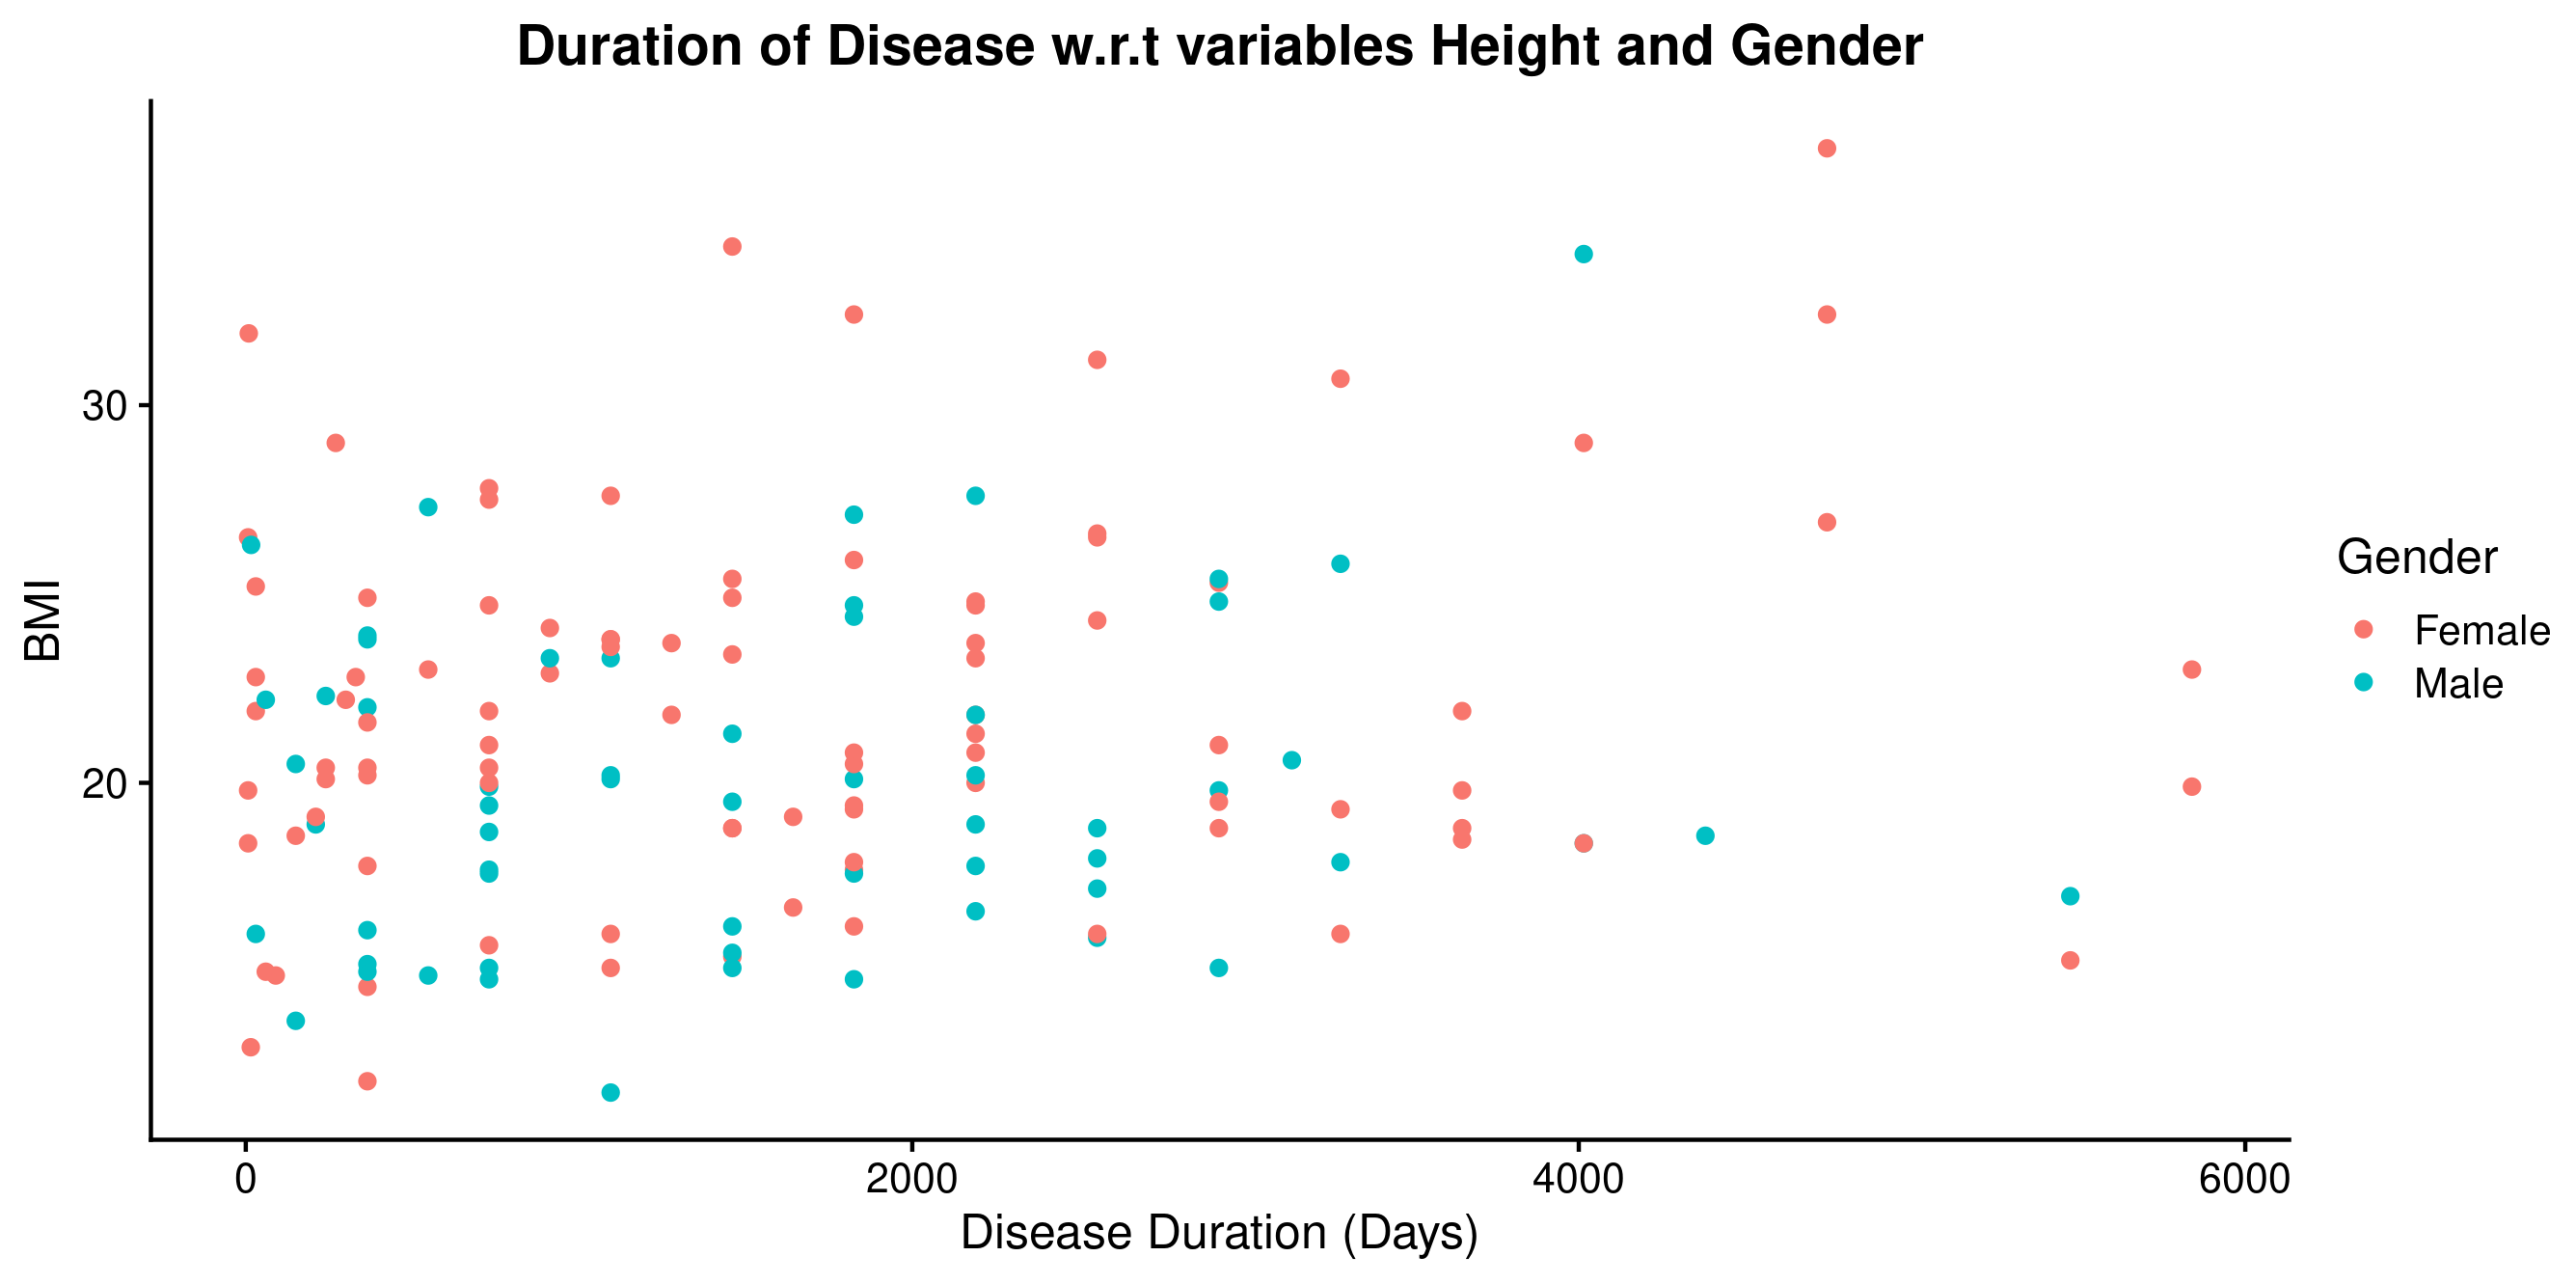 Duration of Disease w.r.t variables Height and Gender
BMI
30
20
0
2000
4000
6000
Disease Duration (Days)
Gender
Female
Male